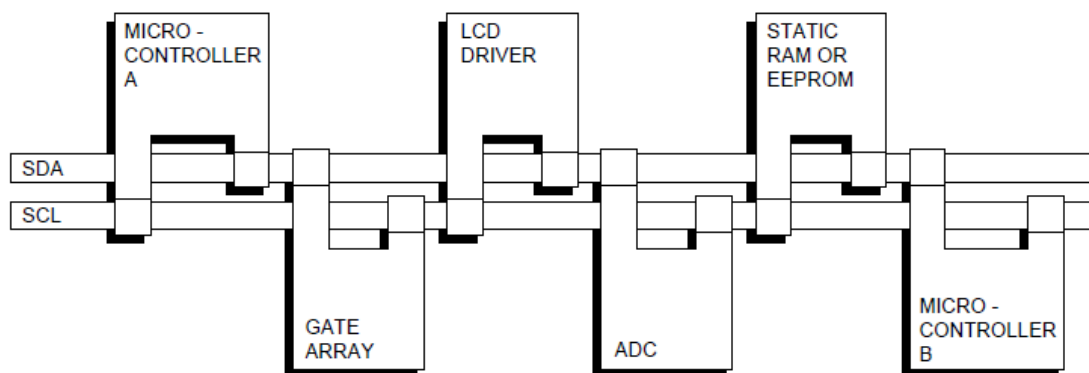 MICRO -
CONTROLLER
A
LCD
DRIVER
STATIC
RAM OR
EEPROM
SDA
SCL
GATE
ARRAY
ADC
MICRO -
CONTROLLER
B